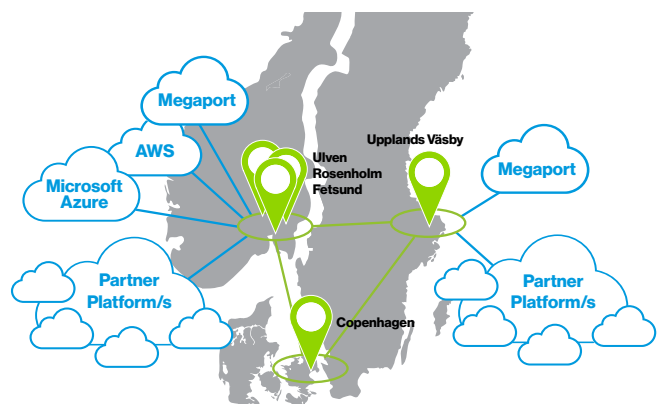 Megaport
AWS
Microsoft
Azure
Partner
Platform/s
Ulven
Rosenholm
Fetsund
Upplands Väsby
Megaport
Partner
Platform/s
Copenhagen